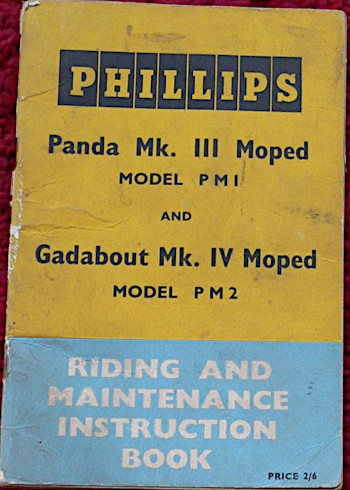 PHILLIPS
Panda Mk. III Moped
MODEL PM1
AND
Gadabout Mk. IV Moped
MODEL PM2
RIDING AND
MAINTENANCE
INSTRUCTION
BOOK
PRICE 2/6